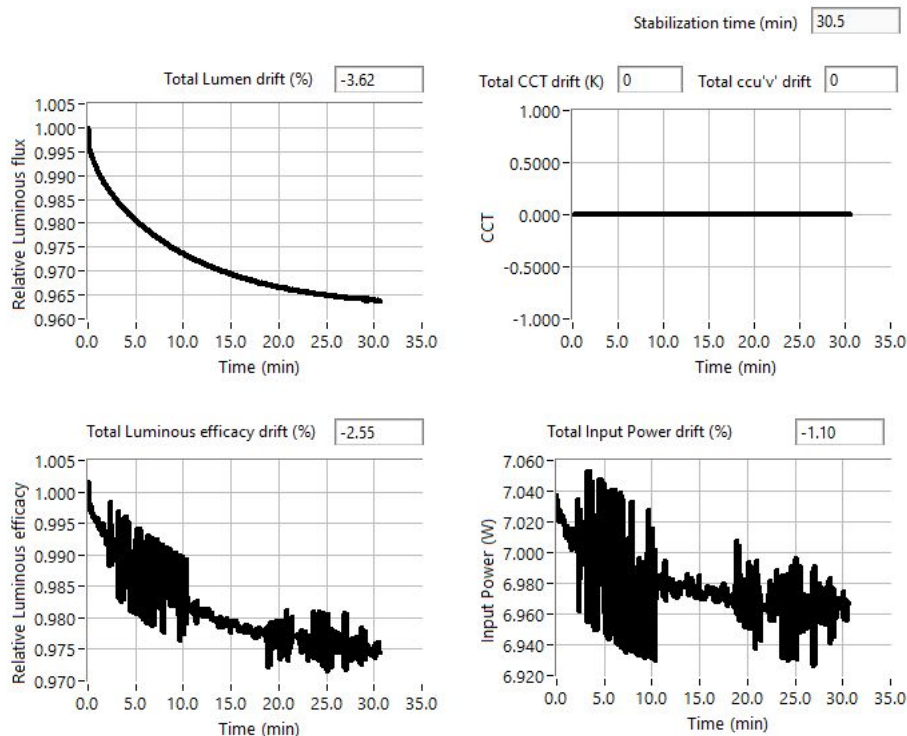 Stabilization time (min) 30.5
Total Lumen drift (%) -3.62
Total CCT drift (K) 0 Total ccu'v' drift 0
Relative Luminous flux
1.005
1.000
0.995
0.990
0.985
0.980
0.975
0.970
0.965
0.960
0.0 5.0 10.0 15.0 20.0 25.0 30.0 35.0
Time (min)
CCT
1.000
0.5000
0.000
-0.5000
-1.000
0.0 5.0 10.0 15.0 20.0 25.0 30.0 35.0
Time (min)
Total Luminous efficacy drift (%) -2.55
Relative Luminous efficacy
1.005
1.000
0.995
0.990
0.985
0.980
0.975
0.970
0.0 5.0 10.0 15.0 20.0 25.0 30.0 35.0
Time (min)
Total Input Power drift (%) -1.10
Input Power (W)
7.060
7.040
7.020
7.000
6.980
6.960
6.940
6.920
0.0 5.0 10.0 15.0 20.0 25.0 30.0 35.0
Time (min)